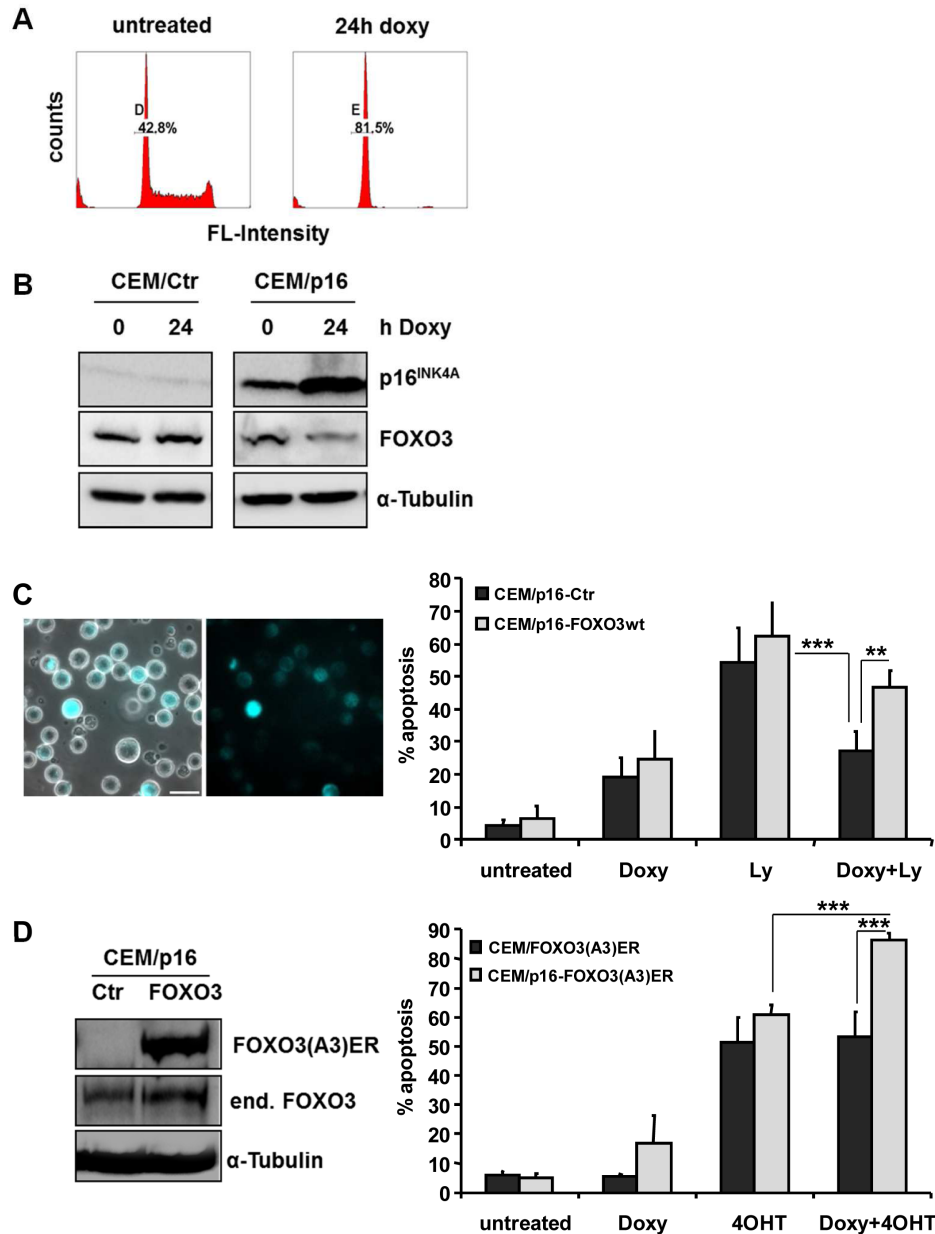 A
untreated
24h doxy
counts
D
42.8%
E
81.5%
FL-Intensity
B
CEM/Ctr
CEM/p16
0
24
0
24
h Doxy
p16INK4A
FOXO3
α-Tubulin
C
% apoptosis
80
70
60
50
40
30
20
10
0
CEM/p16-Ctr
CEM/p16-FOXO3wt
***
**
untreated
Doxy
Ly
Doxy+Ly
D
CEM/p16
Ctr
FOXO3
FOXO3(A3)ER
end. FOXO3
α-Tubulin
% apoptosis
90
80
70
60
50
40
30
20
10
0
CEM/FOXO3(A3)ER
CEM/p16-FOXO3(A3)ER
***
***
untreated
Doxy
4OHT
Doxy+4OHT